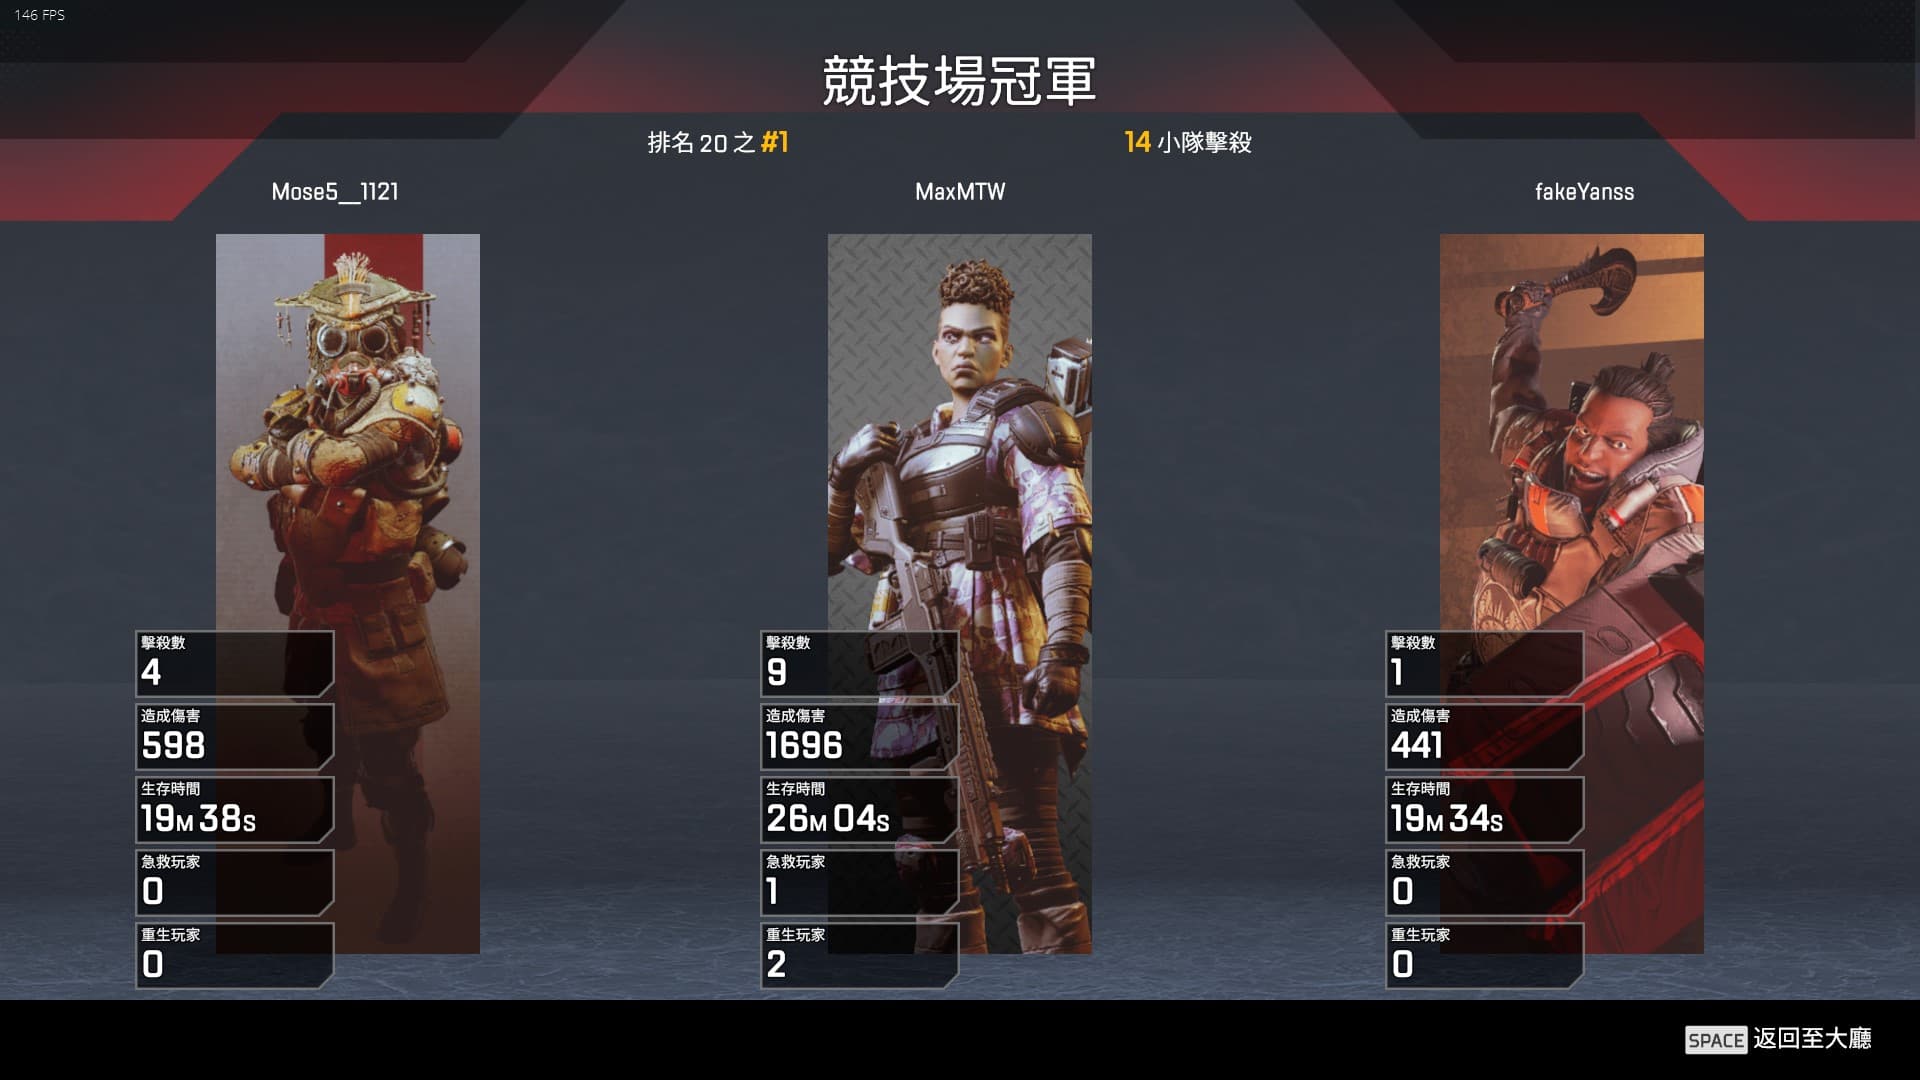 146 FPS
競技場冠軍
排名 20 之 #1
14 小隊擊殺
Mose5__1121
MaxMTW
fakeYanss
擊殺數
4
造成傷害
598
生存時間
19M 38S
急救玩家
0
重生玩家
0
擊殺數
9
造成傷害
1696
生存時間
26M 04S
急救玩家
1
重生玩家
2
擊殺數
1
造成傷害
441
生存時間
19M 34S
急救玩家
0
重生玩家
0
SPACE 返回至大廳